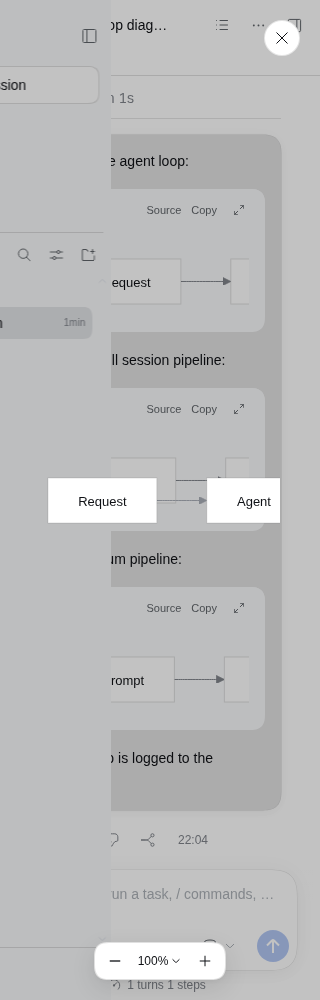 op diag…
sion
n 1s
e agent loop:
Source Copy
equest
1min
ll session pipeline:
Source Copy
Request
Agent
um pipeline:
Source Copy
rompt
p is logged to the
22:04
run a task, / commands, …
100%
1 turns 1 steps